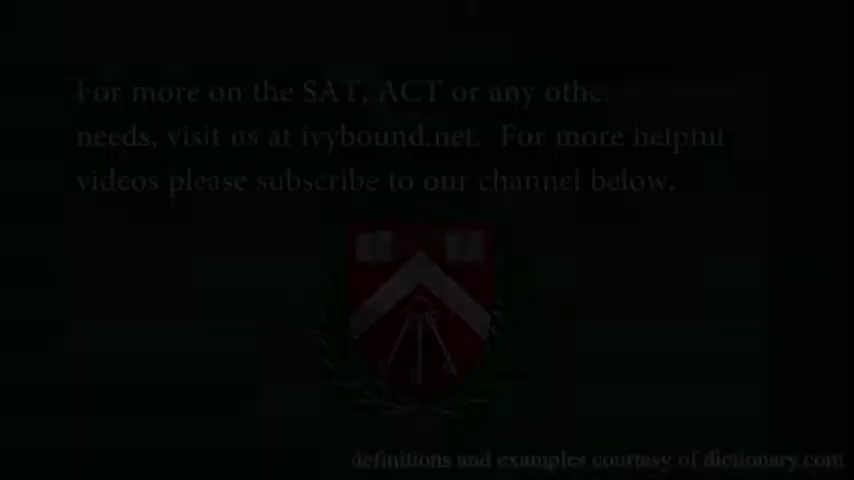 For more on the SAT, ACT or any other
needs, visit us at ivybound.net. For more helpful
videos please subscribe to our channel below.
definitions and examples courtesy of dictionary.com